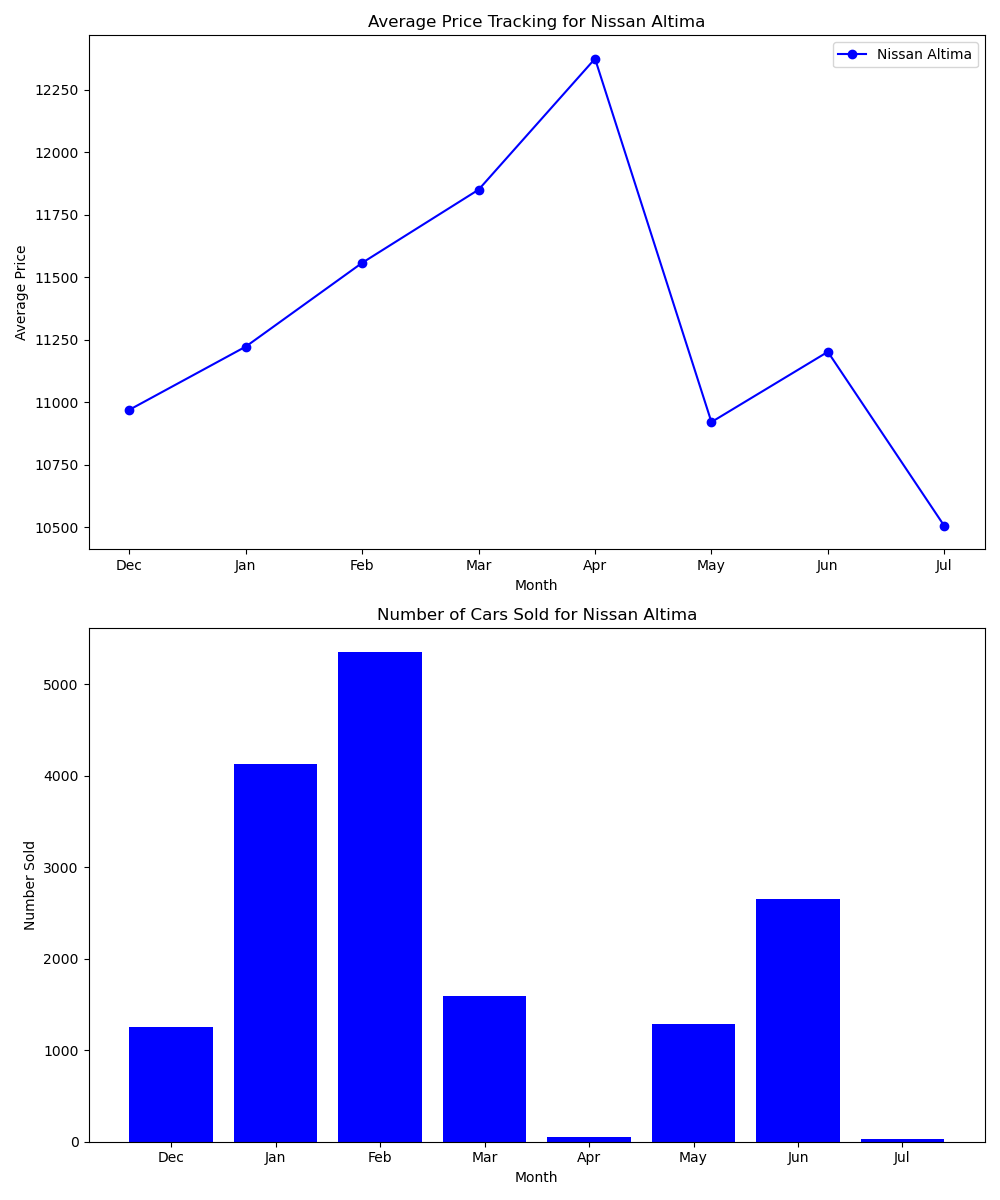 Average Price Tracking for Nissan Altima
Nissan Altima
12250
12000
11750
11500
11250
11000
10750
10500
Average Price
Dec Jan Feb Mar Apr May Jun Jul
Month
Number of Cars Sold for Nissan Altima
5000
4000
3000
2000
1000
0
Number Sold
Dec Jan Feb Mar Apr May Jun Jul
Month